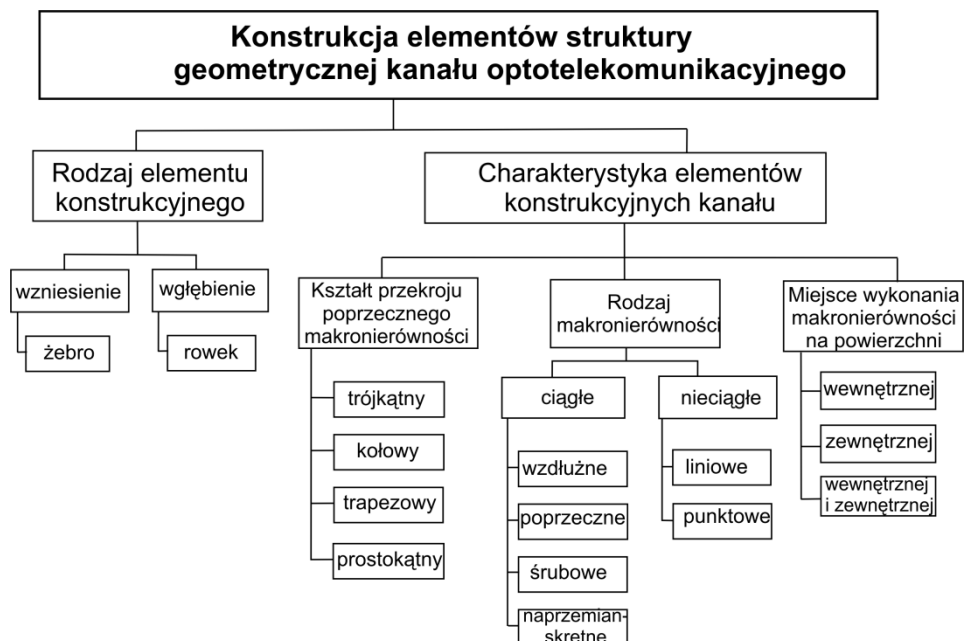 Konstrukcja elementów struktury
geometrycznej kanału optotelekomunikacyjnego
Rodzaj elementu
konstrukcyjnego
Charakterystyka elementów
konstrukcyjnych kanału
wzniesienie
wgłębienie
żebro
rowek
Kształt przekroju
poprzecznego
makronierówności
Rodzaj
makronierówności
Miejsce wykonania
makronierówności
na powierzchni
trójkątny
kołowy
trapezowy
prostokątny
ciągłe
nieciągłe
wzdłużne
poprzeczne
śrubowe
naprzemian-
skrętne
liniowe
punktowe
wewnętrznej
zewnętrznej
wewnętrznej
i zewnętrznej